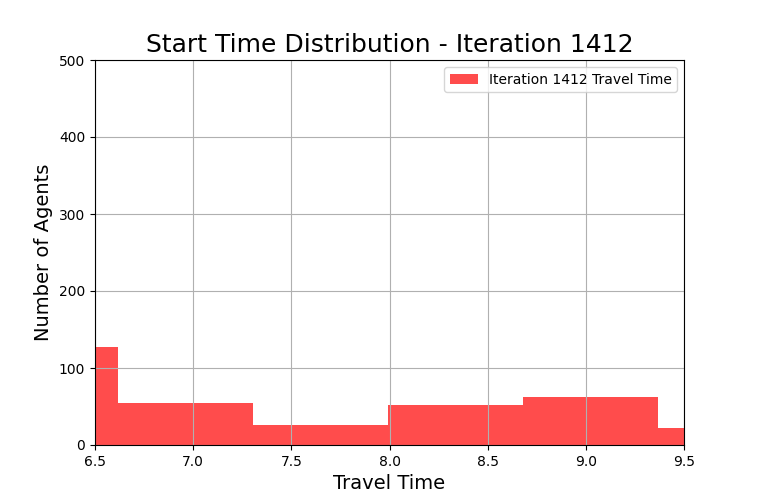 Start Time Distribution - Iteration 1412
500
400
300
200
100
0
Number of Agents
Iteration 1412 Travel Time
6.5 7.0 7.5 8.0 8.5 9.0 9.5
Travel Time